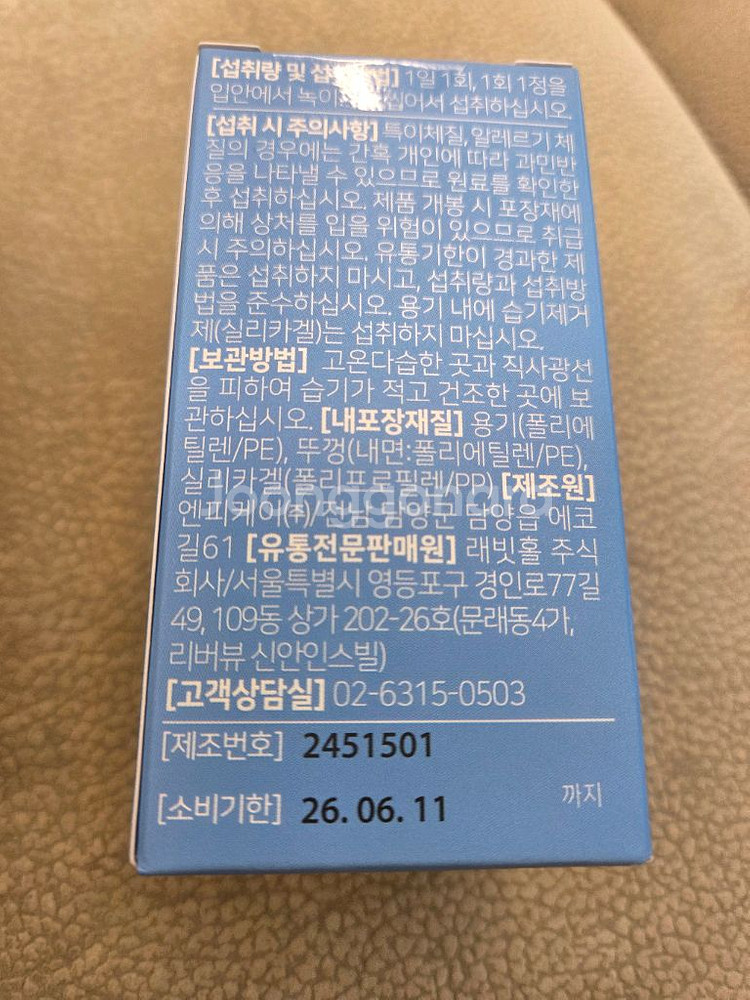 [섭취량 및 섭취방법] 1일 1회, 1회 1정을
입안에서 녹이거나 씹어서 섭취하십시오.
[섭취 시 주의사항] 특이체질, 알레르기 체
질의 경우에는 간혹 개인에 따라 과민반
응을 나타낼 수 있으므로 원료를 확인한
후 섭취하십시오. 제품 개봉 시 포장재에
의해 상처를 입을 위험이 있으므로 취급
시 주의하십시오. 유통기한이 경과한 제
품은 섭취하지 마시고, 섭취량과 섭취방
법을 준수하십시오. 용기 내에 습기제거
제(실리카겔)는 섭취하지 마십시오.
[보관방법] 고온다습한 곳과 직사광선
을 피하여 습기가 적고 건조한 곳에 보
관하십시오. [내포장재질] 용기(폴리에
틸렌/PE), 뚜껑(내면:폴리에틸렌/PE),
실리카겔(폴리프로필렌/PP) [제조원]
엔피케이(주)/전남 담양군 담양읍 에코
길61 [유통전문판매원] 래빗홀 주식
회사/서울특별시 영등포구 경인로77길
49, 109동 상가 202-26호(문래동4가,
리버뷰 신안인스빌)
[고객상담실] 02-6315-0503
[제조번호] 2451501
[소비기한] 26. 06. 11 까지
joonggonara